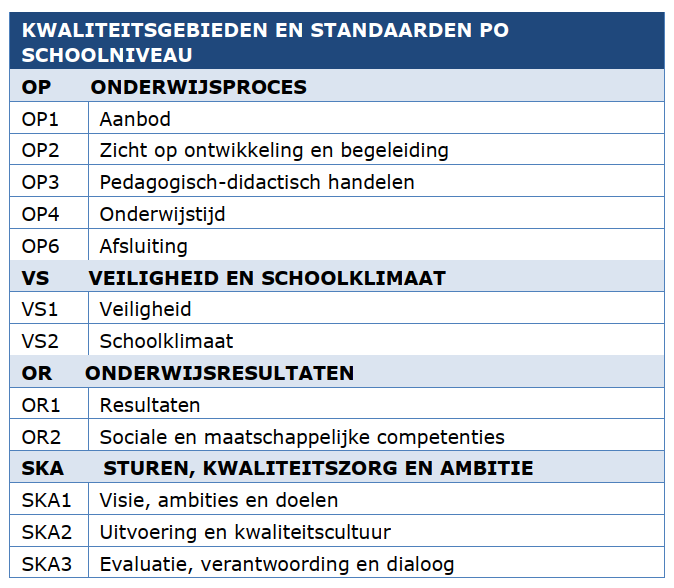 KWALITEITSGEBIEDEN EN STANDAARDEN PO
SCHOOLNIVEAU
OP ONDERWIJSPROCES
OP1 Aanbod
OP2 Zicht op ontwikkeling en begeleiding
OP3 Pedagogisch-didactisch handelen
OP4 Onderwijstijd
OP6 Afsluiting
VS VEILIGHEID EN SCHOOLKLIMAAT
VS1 Veiligheid
VS2 Schoolklimaat
OR ONDERWIJSRESULTATEN
OR1 Resultaten
OR2 Sociale en maatschappelijke competenties
SKA STUREN, KWALITEITSZORG EN AMBITIE
SKA1 Visie, ambities en doelen
SKA2 Uitvoering en kwaliteitscultuur
SKA3 Evaluatie, verantwoording en dialoog